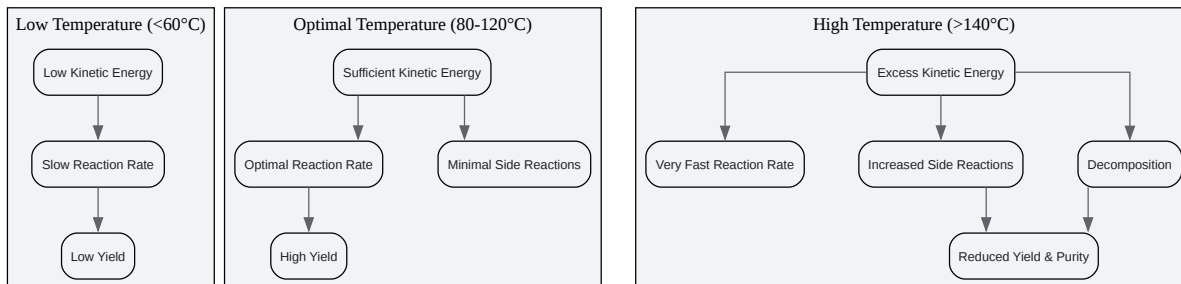 Low Temperature (<60°C)
Low Kinetic Energy
Slow Reaction Rate
Low Yield
Optimal Temperature (80-120°C)
Sufficient Kinetic Energy
Optimal Reaction Rate
Minimal Side Reactions
High Yield
High Temperature (>140°C)
Excess Kinetic Energy
Very Fast Reaction Rate
Increased Side Reactions
Decomposition
Reduced Yield & Purity